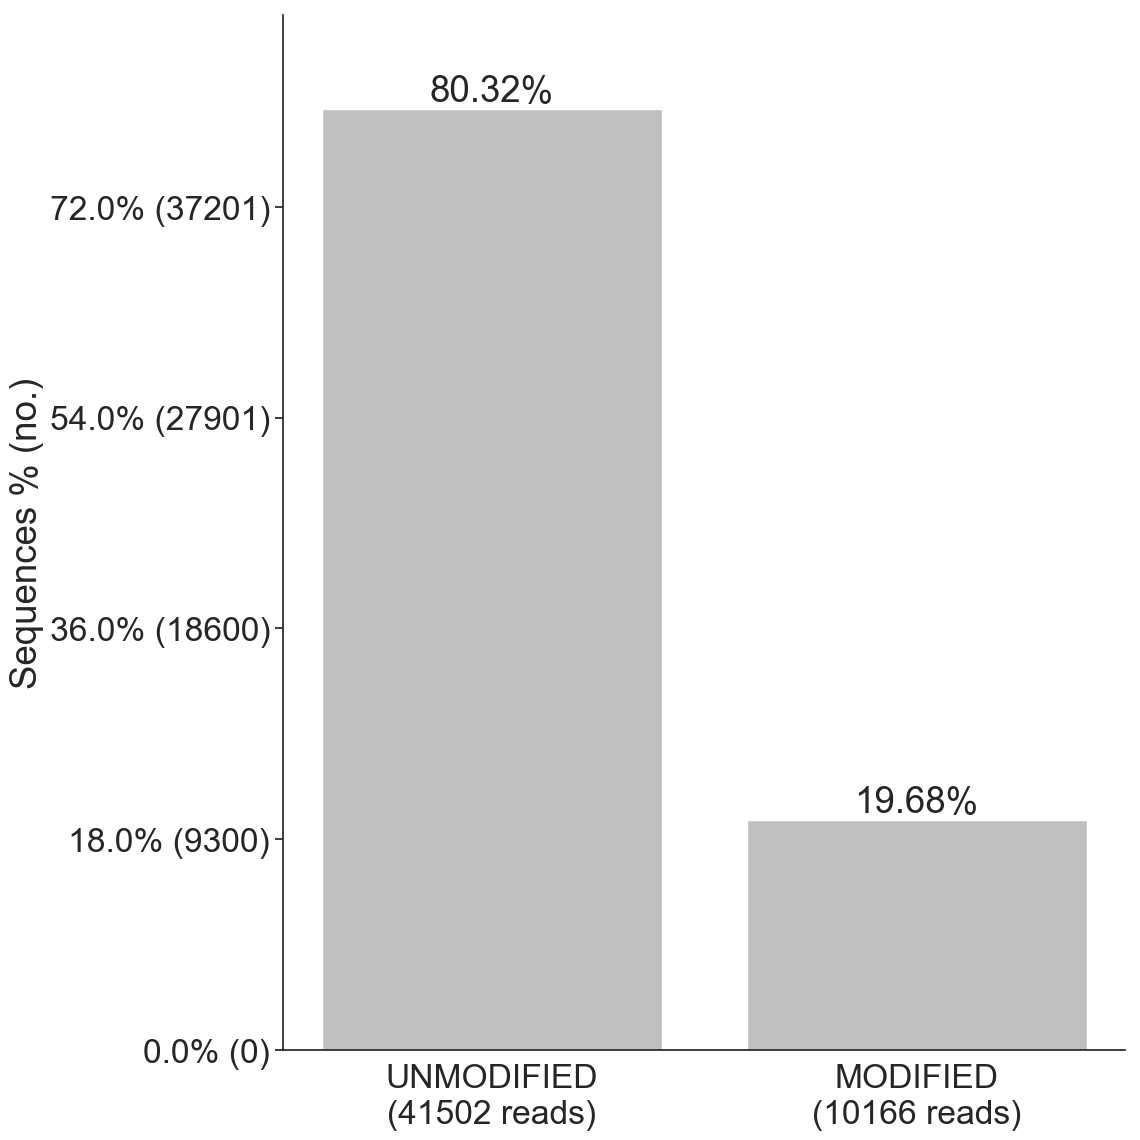 80.32%
72.0% (37201)
54.0% (27901)
Sequences % (no.)
36.0% (18600)
19.68%
18.0% (9300)
0.0% (0)
UNMODIFIED
(41502 reads)
MODIFIED
(10166 reads)